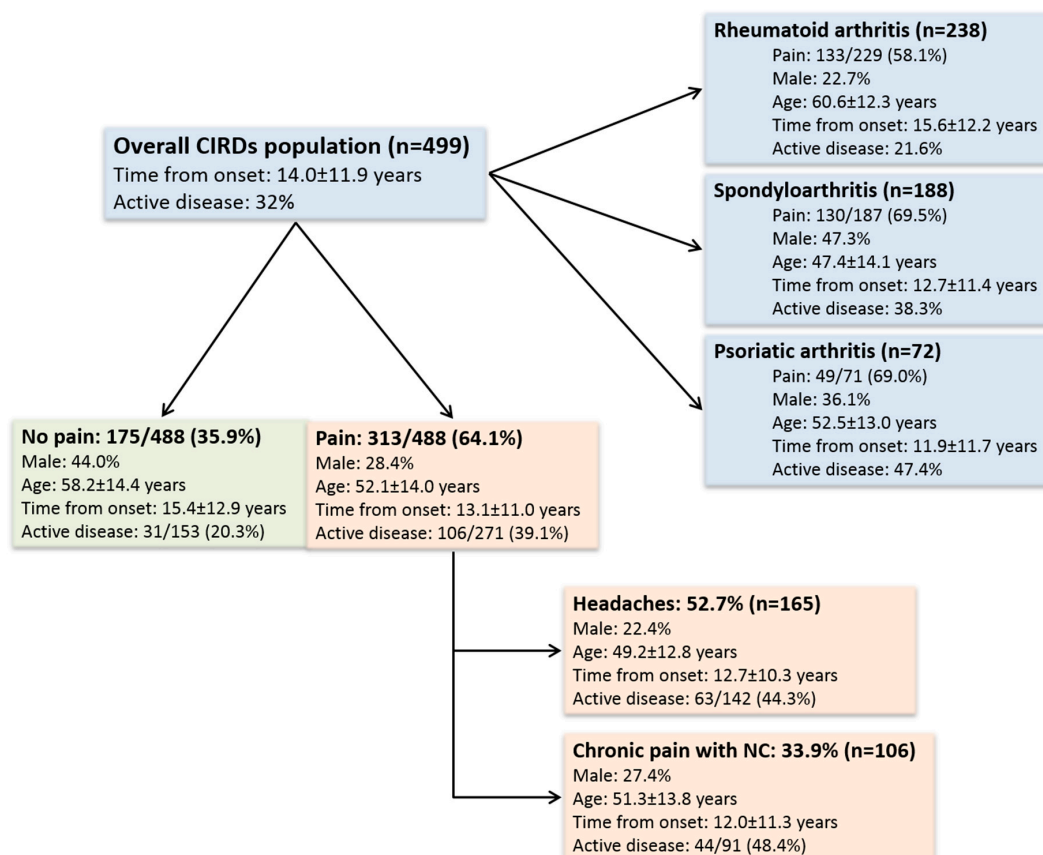 Overall CIRDs population (n=499)
Time from onset: 14.0±11.9 years
Active disease: 32%
Rheumatoid arthritis (n=238)
Pain: 133/229 (58.1%)
Male: 22.7%
Age: 60.6±12.3 years
Time from onset: 15.6±12.2 years
Active disease: 21.6%
Spondyloarthritis (n=188)
Pain: 130/187 (69.5%)
Male: 47.3%
Age: 47.4±14.1 years
Time from onset: 12.7±11.4 years
Active disease: 38.3%
Psoriatic arthritis (n=72)
Pain: 49/71 (69.0%)
Male: 36.1%
Age: 52.5±13.0 years
Time from onset: 11.9±11.7 years
Active disease: 47.4%
No pain: 175/488 (35.9%)
Male: 44.0%
Age: 58.2±14.4 years
Time from onset: 15.4±12.9 years
Active disease: 31/153 (20.3%)
Pain: 313/488 (64.1%)
Male: 28.4%
Age: 52.1±14.0 years
Time from onset: 13.1±11.0 years
Active disease: 106/271 (39.1%)
Headaches: 52.7% (n=165)
Male: 22.4%
Age: 49.2±12.8 years
Time from onset: 12.7±10.3 years
Active disease: 63/142 (44.3%)
Chronic pain with NC: 33.9% (n=106)
Male: 27.4%
Age: 51.3±13.8 years
Time from onset: 12.0±11.3 years
Active disease: 44/91 (48.4%)